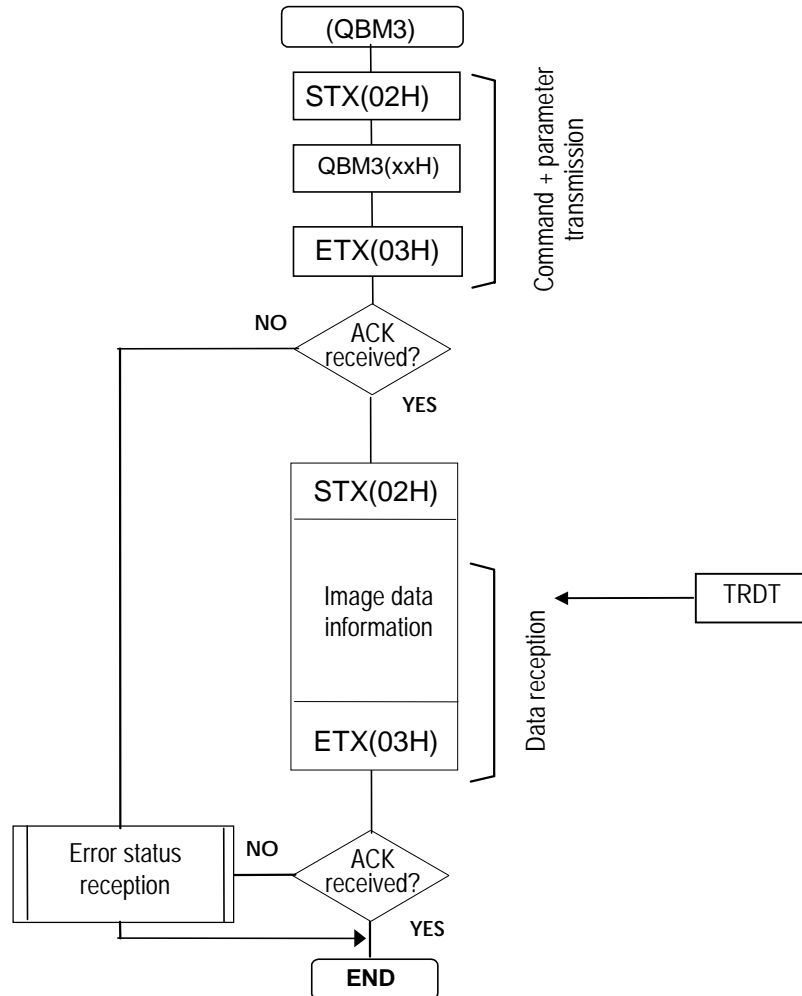 (QBM3)
STX(02H)
QBM3(xxH)
ETX(03H)
Command + parameter
transmission
NO
ACK
received?
YES
STX(02H)
Image data
information
ETX(03H)
Data reception
TRDT
Error status
reception
NO
ACK
received?
YES
END